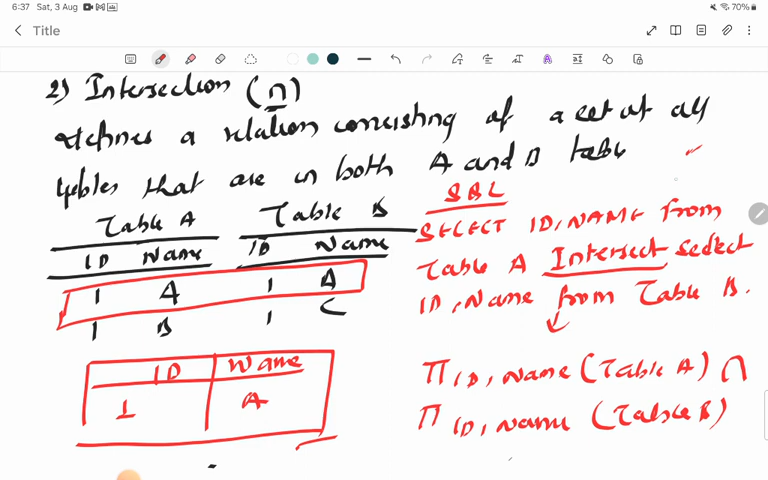 6:37 Sat, 3 Aug
70%
Title
2) Intersection (∩)
defines a relation consisting of a set of all
tuples that are in both A and B table
Table A Table B
ID Name ID Name
1 A 1 A
1 B 1 C
ID Name
1 A
SQL
SELECT ID, NAME from
Table A Intersect select
ID, Name from Table B.
π ID, Name (Table A) ∩
π ID, Name (Table B)